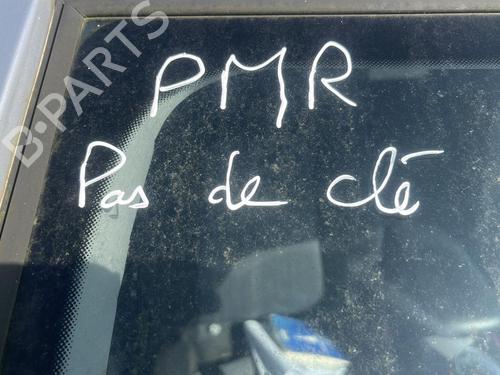 B-PARTS
PMR
Pas de clé